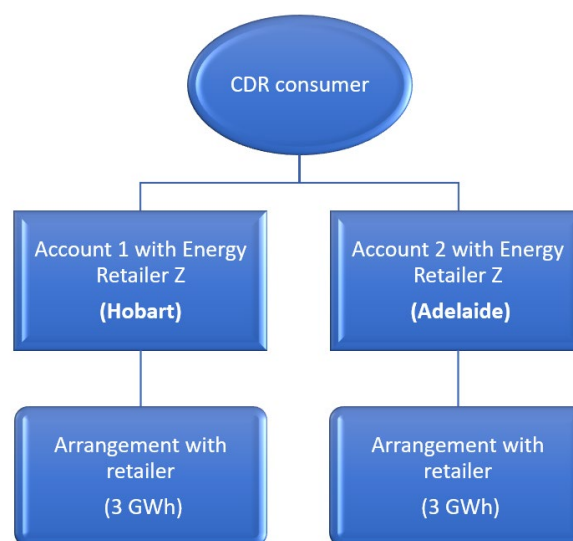 CDR consumer
Account 1 with Energy
Retailer Z
(Hobart)
Account 2 with Energy
Retailer Z
(Adelaide)
Arrangement with
retailer
(3 GWh)
Arrangement with
retailer
(3 GWh)